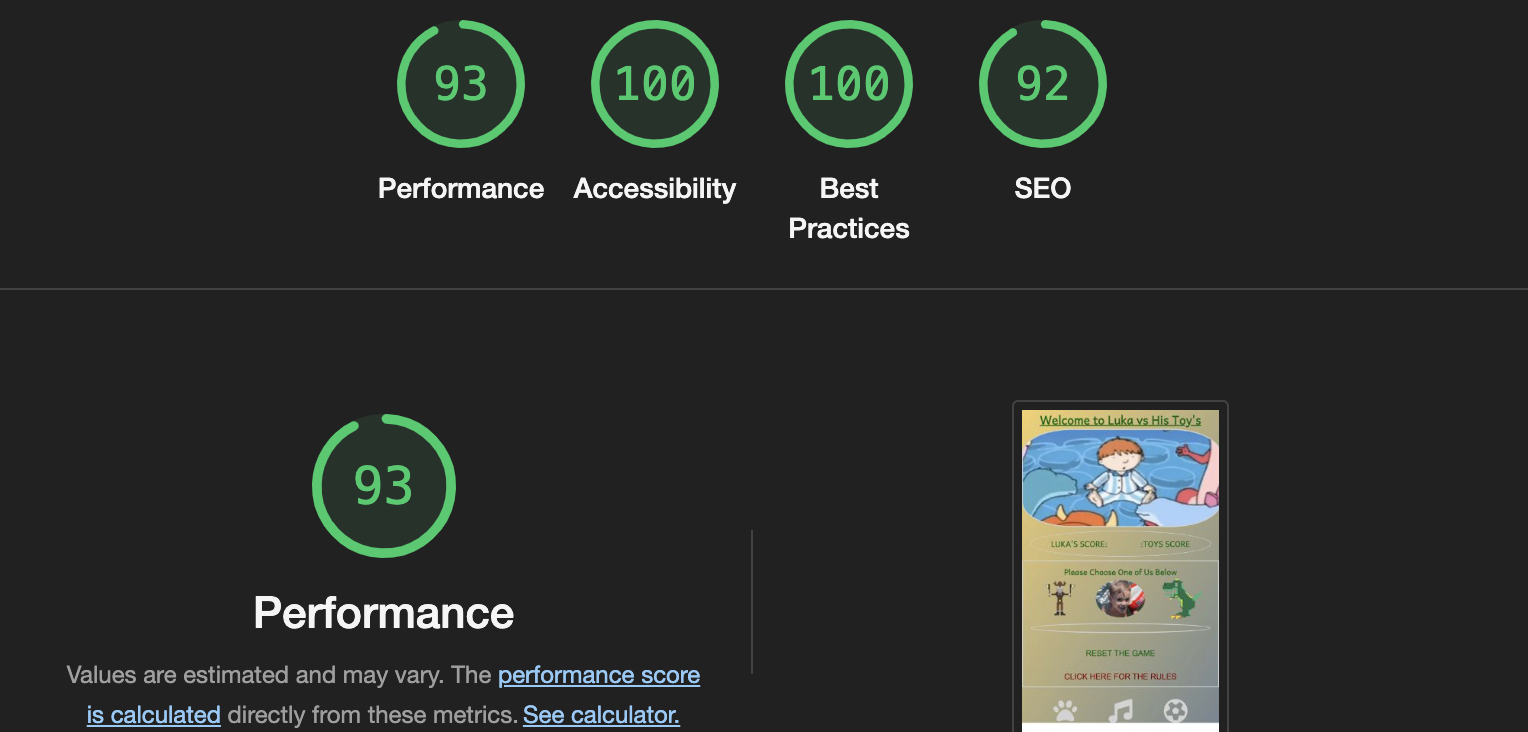 93
100
100
92
Performance
Accessibility
Best
Practices
SEO
93
Performance
Values are estimated and may vary. The performance score
is calculated directly from these metrics. See calculator.
Welcome to Luka vs His Toy's
LUKA'S SCORE: :TOYS SCORE
Please Choose One of Us Below
RESET THE GAME
CLICK HERE FOR THE RULES